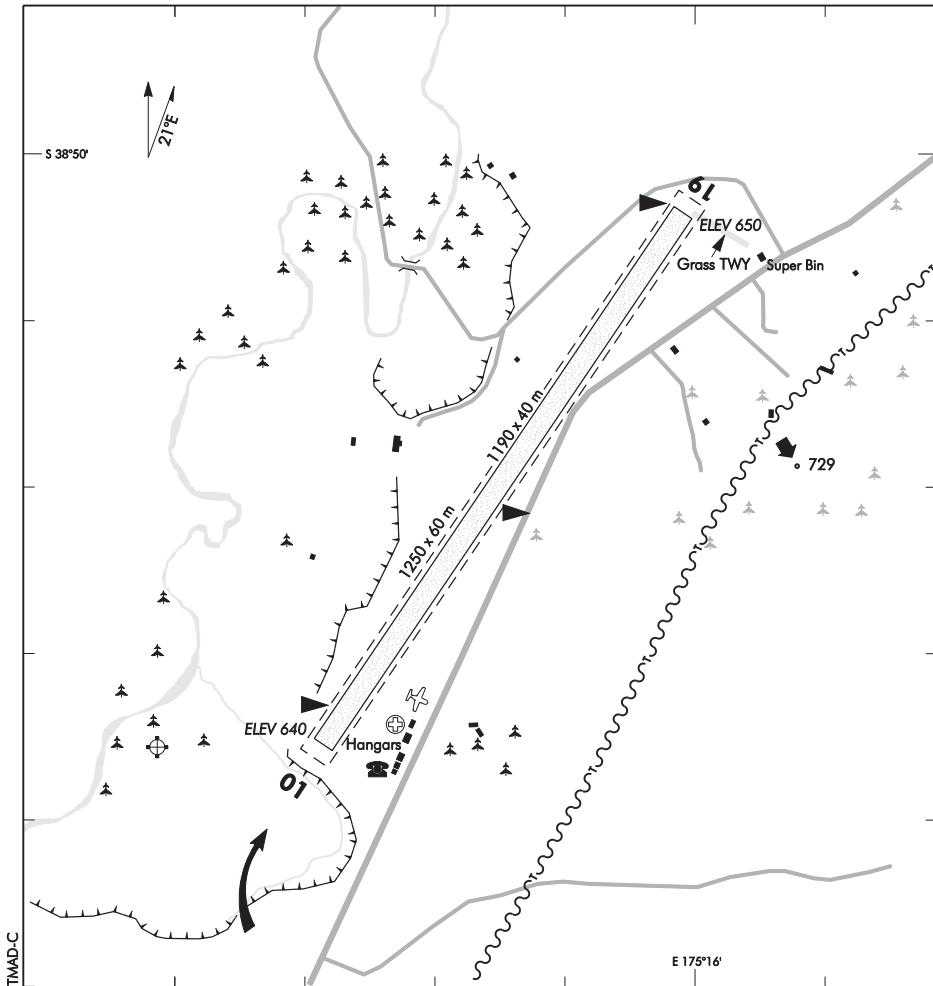 21°E
S 38°50'
19
ELEV 650
Grass TWY
Super Bin
1190 x 40 m
729
1250 x 60 m
ELEV 640
Hangars
01
TMAD-C
E 175°16'